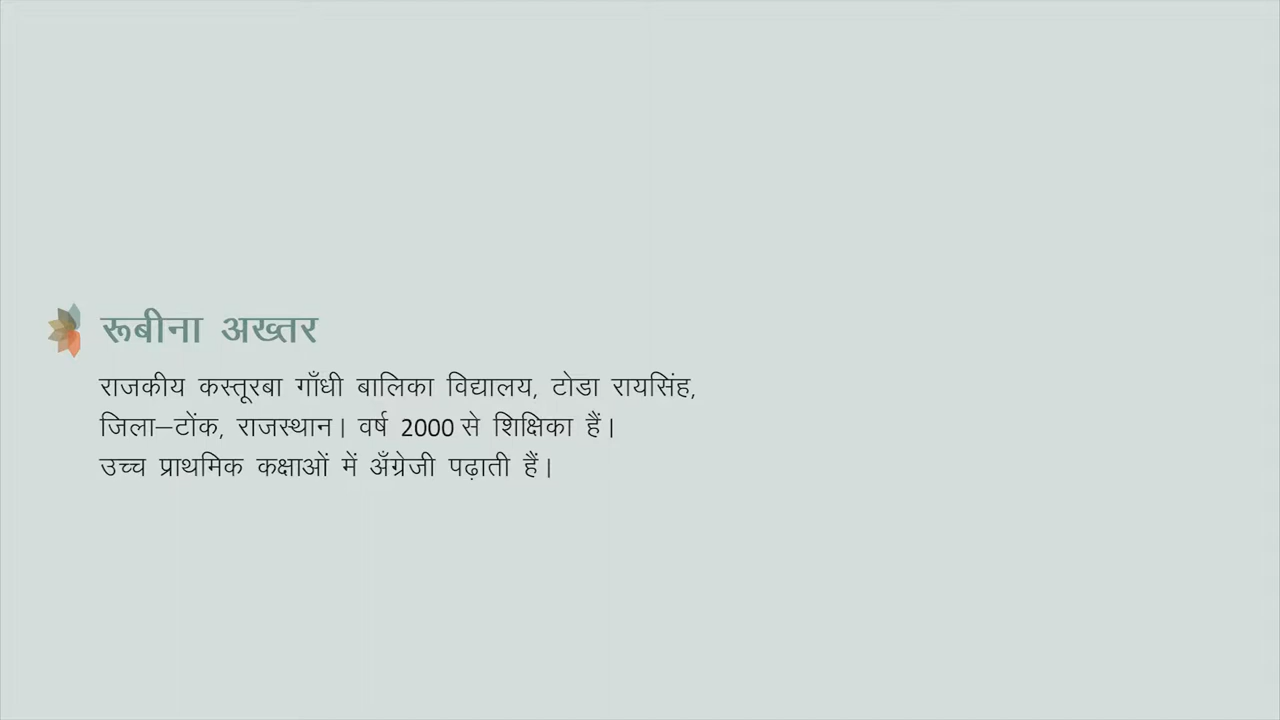 रूबीना अख्तर
राजकीय कस्तूरबा गाँधी बालिका विद्यालय, टोडा रायसिंह,
जिला–टोंक, राजस्थान। वर्ष 2000 से शिक्षिका हैं।
उच्च प्राथमिक कक्षाओं में अँग्रेजी पढ़ाती हैं।